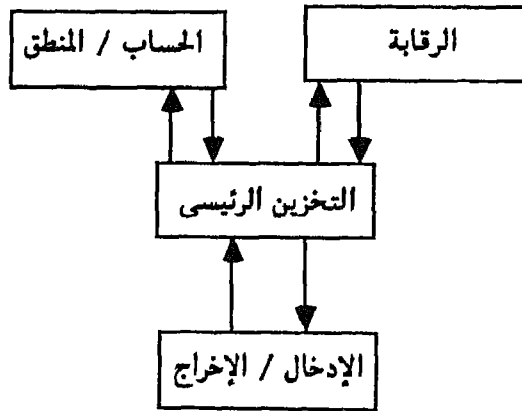 الرقابة
الحساب / المنطق
التخزين الرئيسى
الإدخال / الإخراج